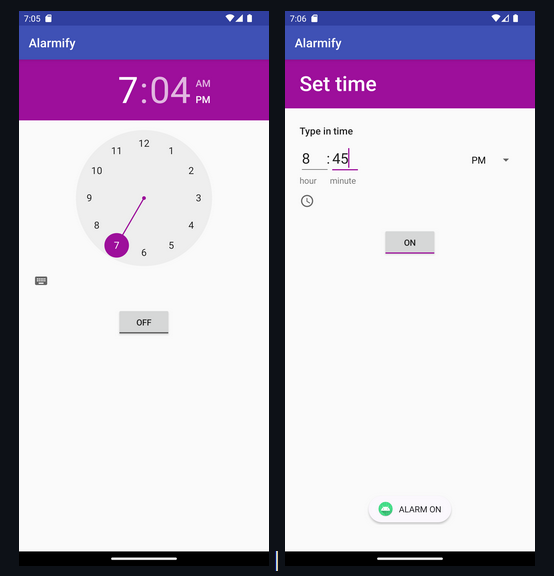 7:05
Alarmify
7:04
AM
PM
12
11
1
10
2
9
3
8
4
7
5
6
OFF
7:06
Alarmify
Set time
Type in time
8 : 45 PM
hour minute
ON
ALARM ON